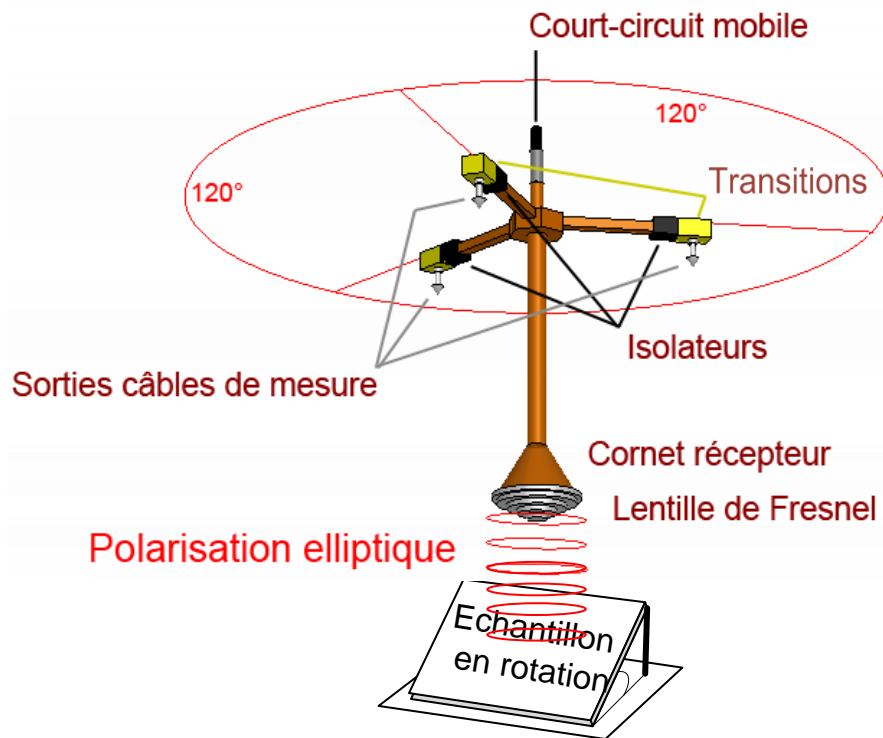 Court-circuit mobile
120°
120°
Transitions
Isolateurs
Sorties câbles de mesure
Cornet récepteur
Lentille de Fresnel
Polarisation elliptique
Echantillon
en rotation